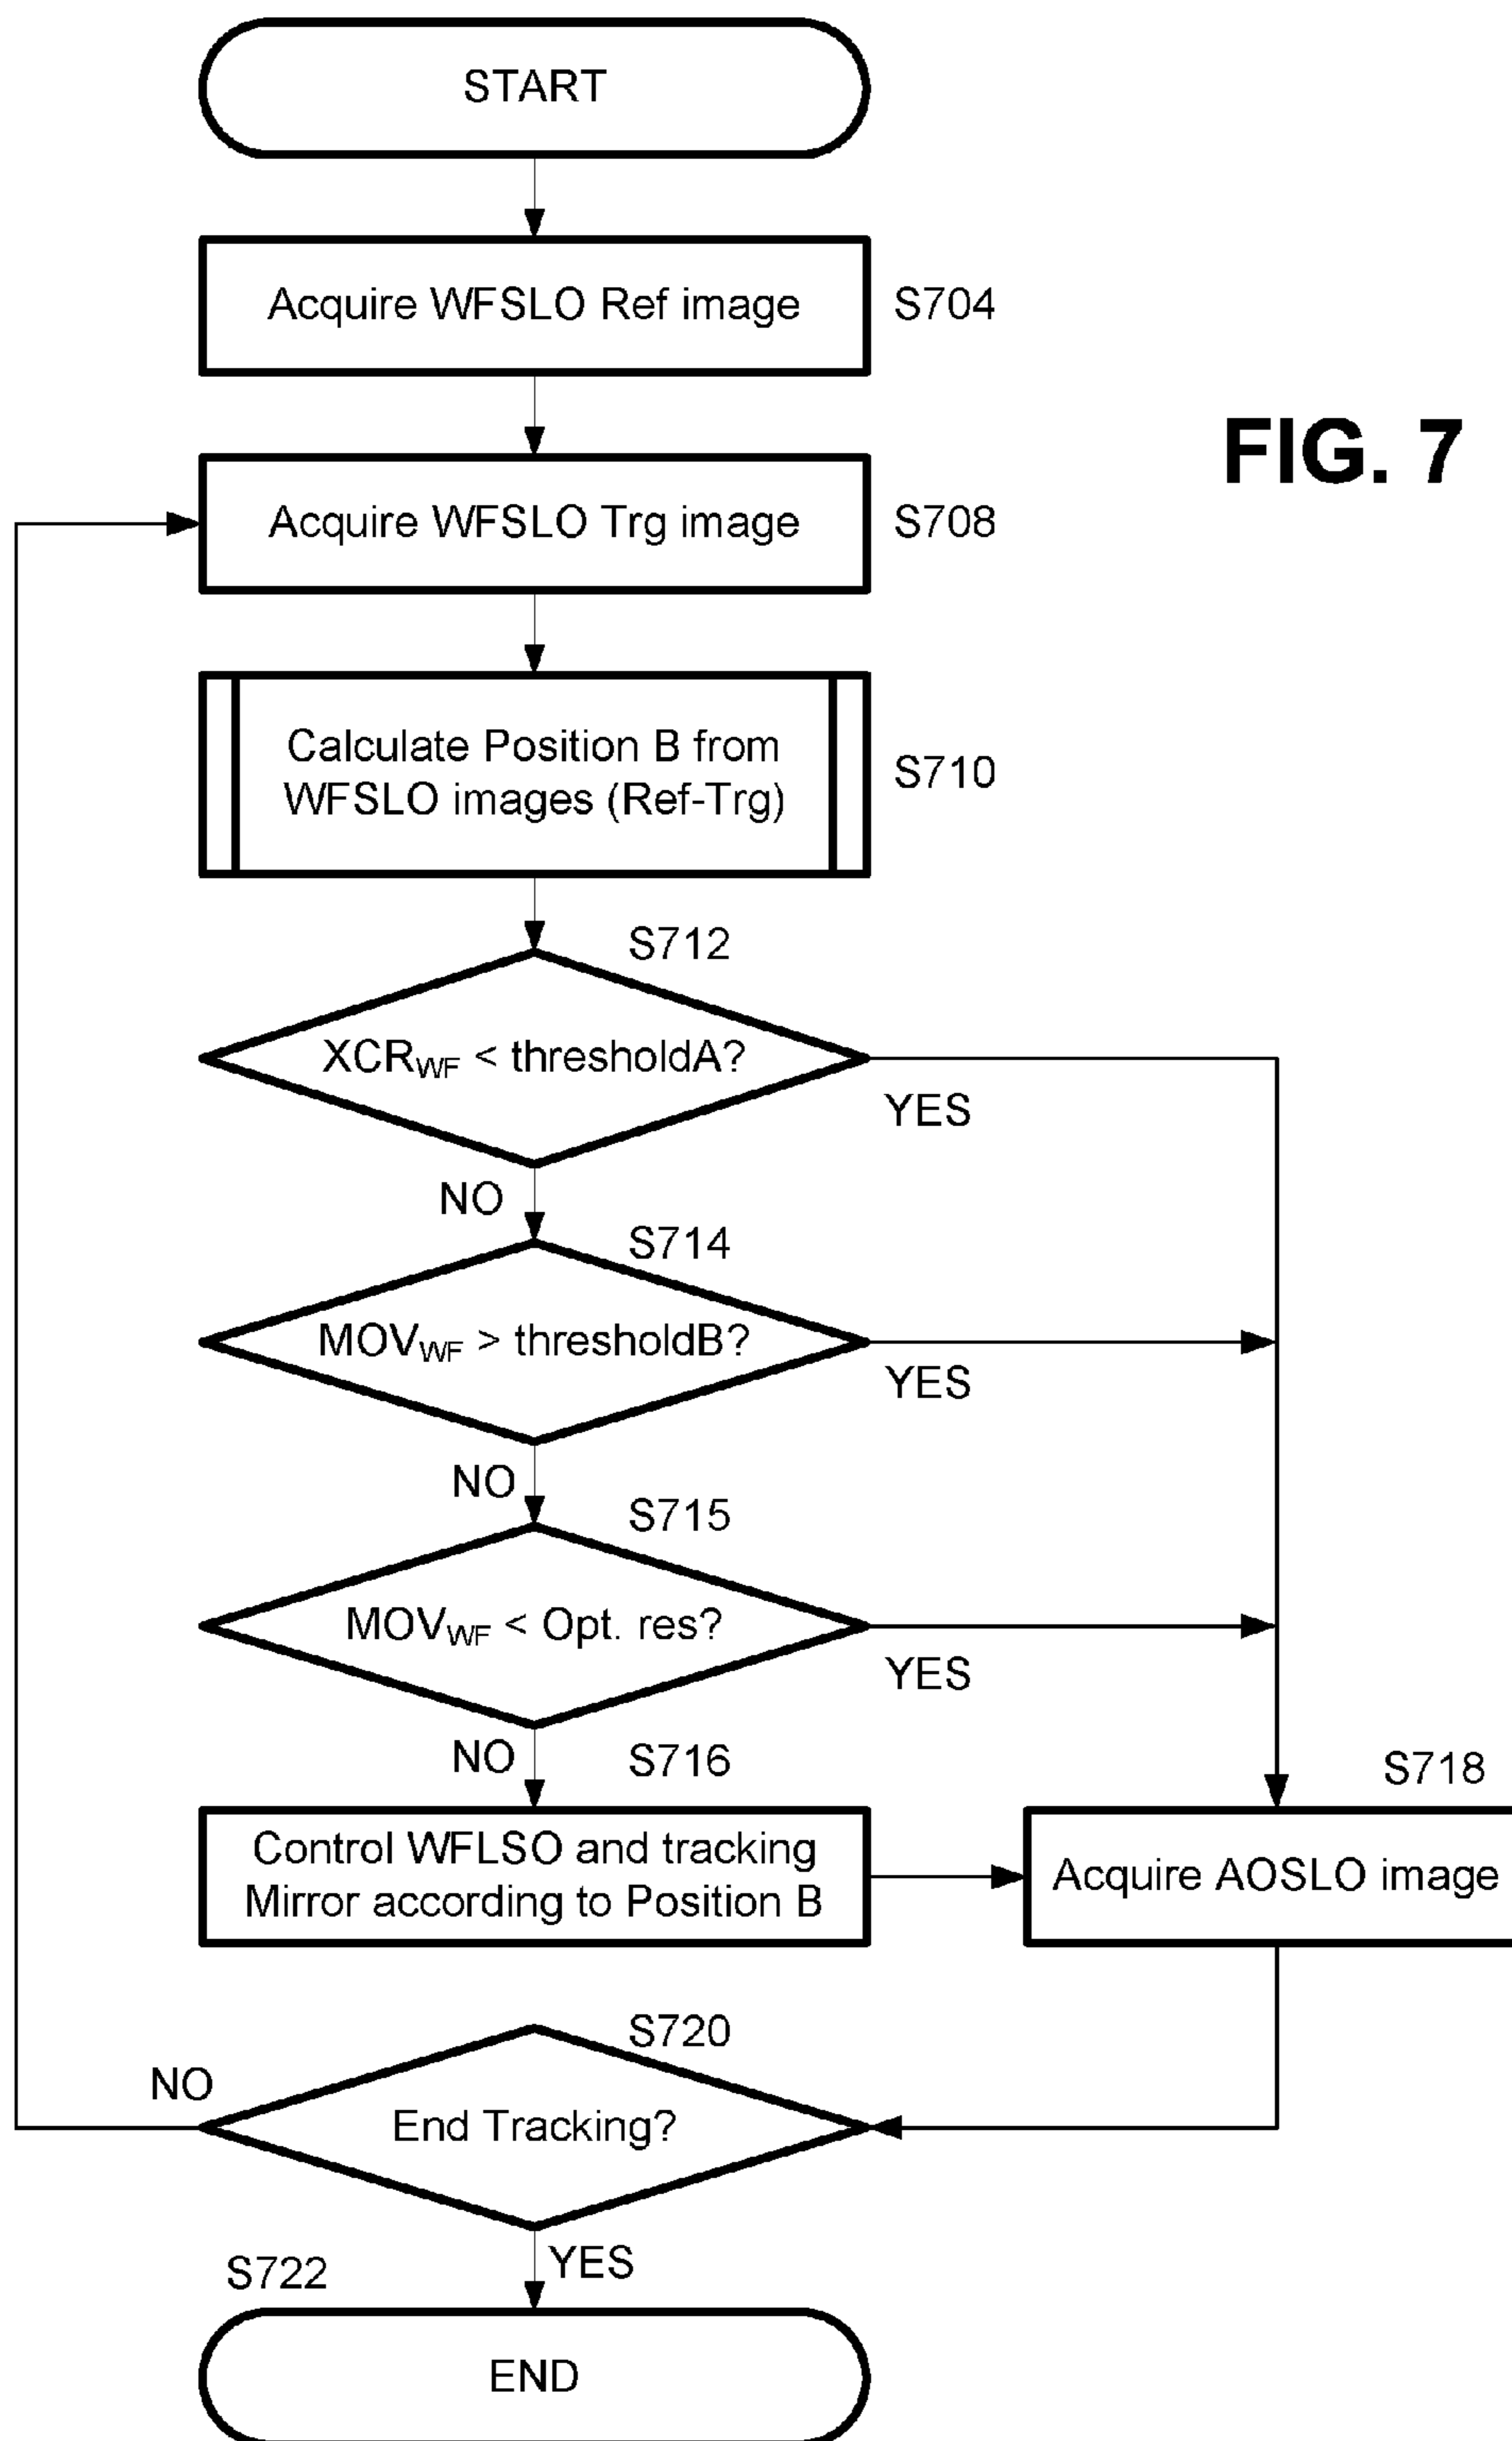 START
Acquire WFSLO Ref image
S704
FIG. 7
Acquire WFSLO Trg image
S708
Calculate Position B from
WFSLO images (Ref-Trg)
S710
S712
XCRWF < thresholdA?
YES
NO
S714
MOVWF > thresholdB?
YES
NO
S715
MOVWF < Opt. res?
YES
NO
S716
S718
Control WFLSO and tracking
Mirror according to Position B
Acquire AOSLO image
S720
NO
End Tracking?
YES
S722
END